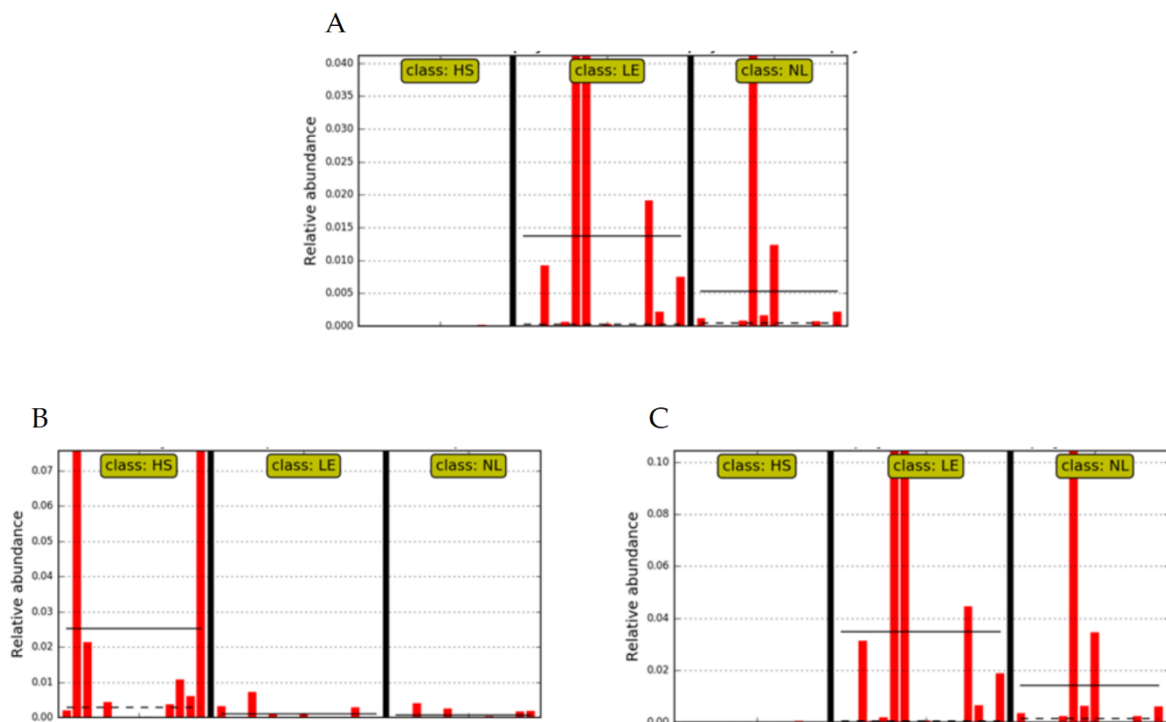 A
class: HS
class: LE
class: NL
Relative abundance
0.040
0.035
0.030
0.025
0.020
0.015
0.010
0.005
0.000
B
class: HS
class: LE
class: NL
Relative abundance
0.07
0.06
0.05
0.04
0.03
0.02
0.01
0.00
C
class: HS
class: LE
class: NL
Relative abundance
0.10
0.08
0.06
0.04
0.02
0.00